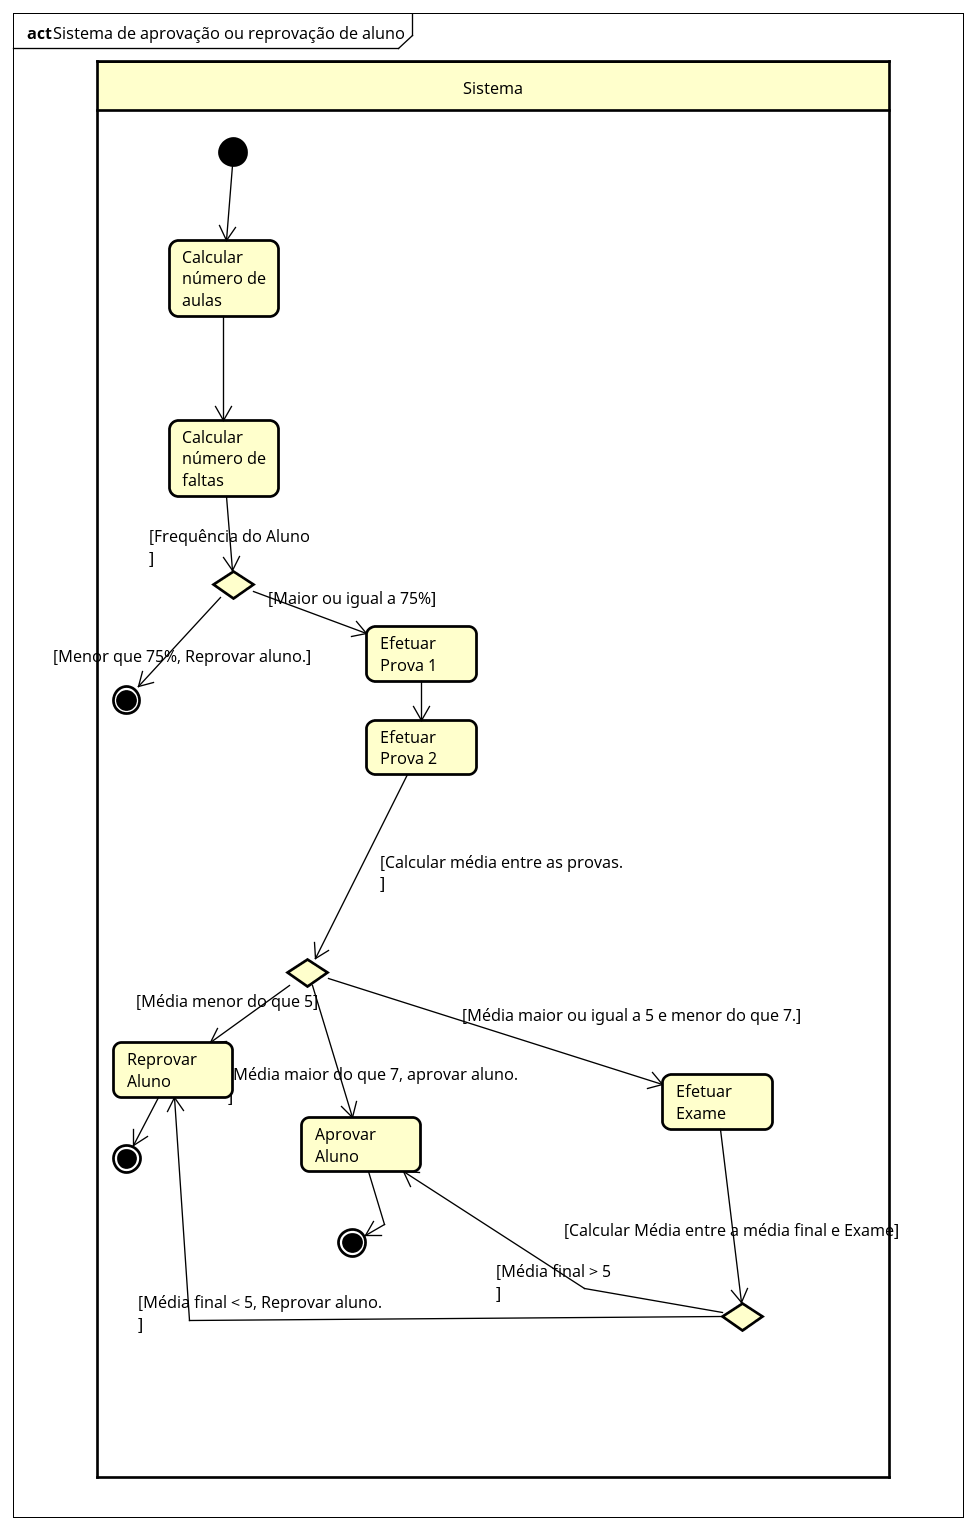 act Sistema de aprovação ou reprovação de aluno
Sistema
Calcular
número de
aulas
Calcular
número de
faltas
[Frequência do Aluno
]
[Maior ou igual a 75%]
Efetuar
Prova 1
[Menor que 75%, Reprovar aluno.]
Efetuar
Prova 2
[Calcular média entre as provas.
]
[Média menor do que 5]
[Média maior ou igual a 5 e menor do que 7.]
Reprovar
Aluno
Média maior do que 7, aprovar aluno.
]
Efetuar
Exame
Aprovar
Aluno
[Calcular Média entre a média final e Exame]
[Média final > 5
]
[Média final < 5, Reprovar aluno.
]